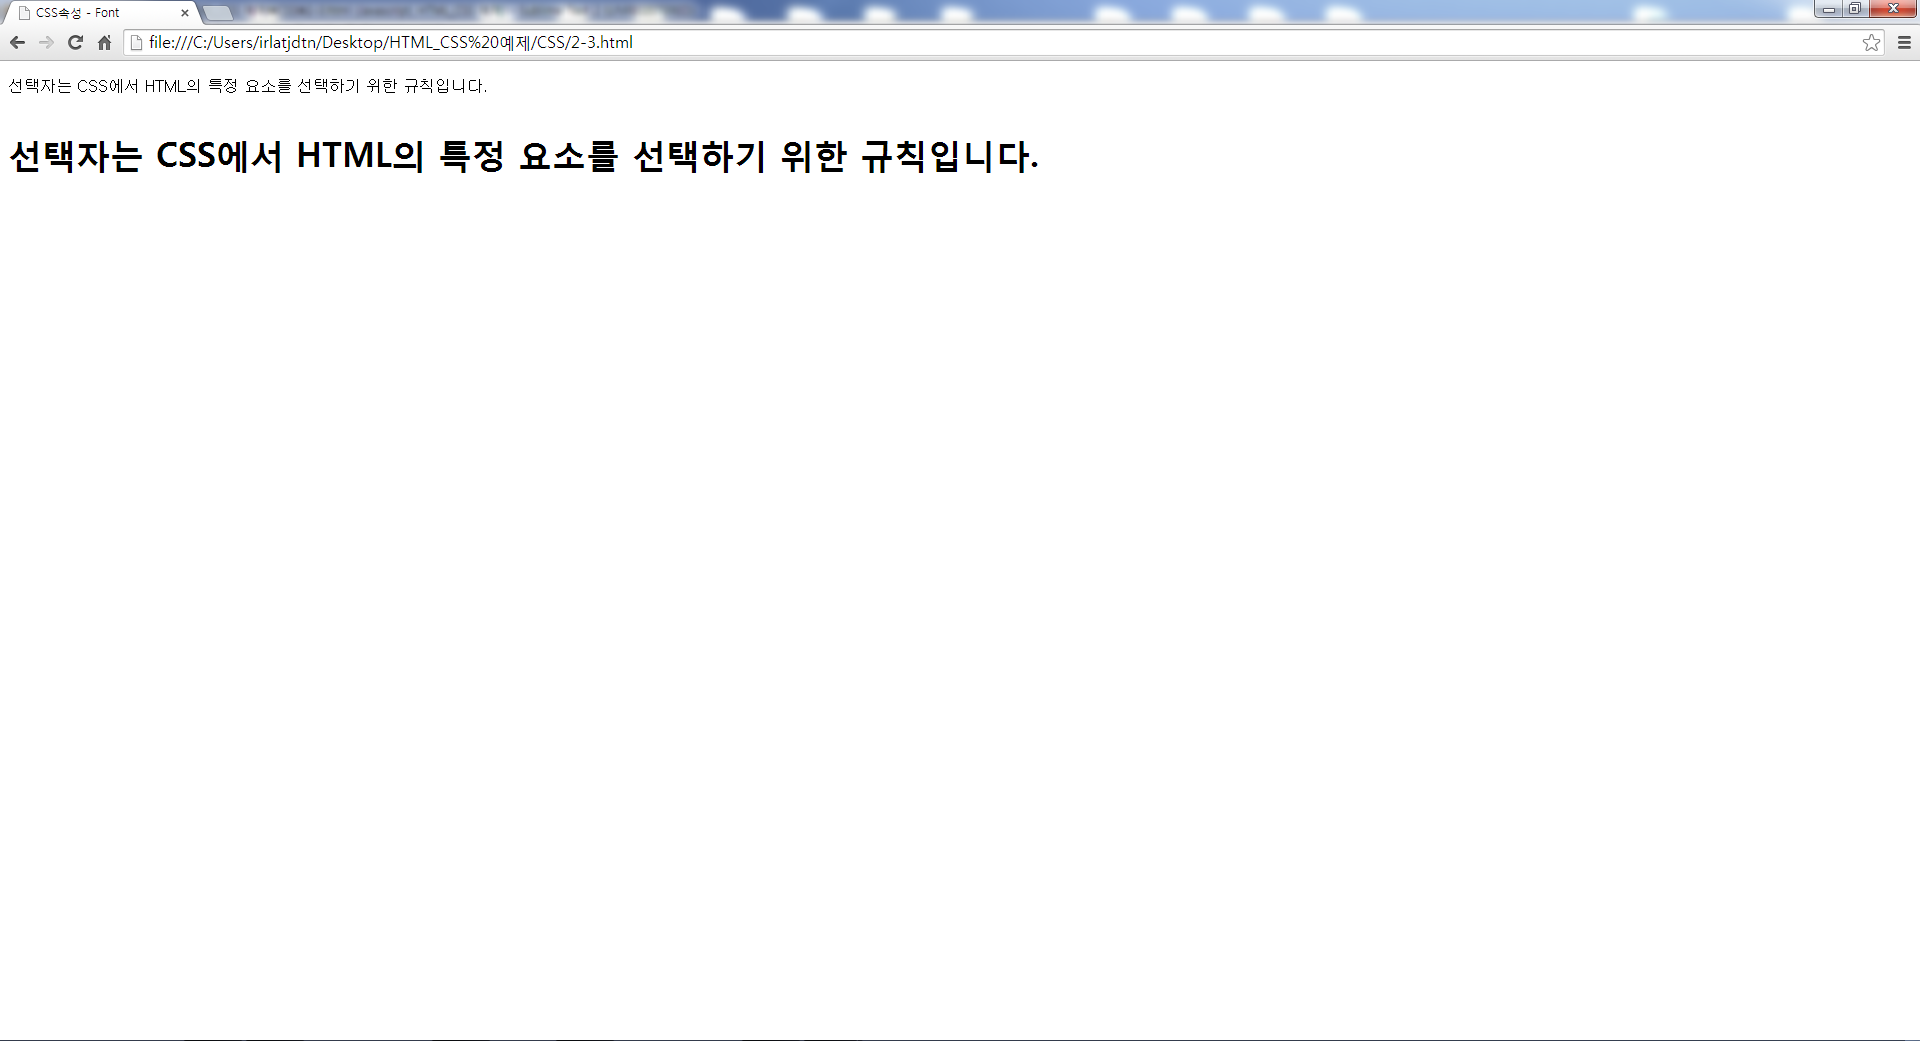 CSS속성 - Font
file:///C:/Users/irlatjdtn/Desktop/HTML_CSS%20예제/CSS/2-3.html
선택자는 CSS에서 HTML의 특정 요소를 선택하기 위한 규칙입니다.
선택자는 CSS에서 HTML의 특정 요소를 선택하기 위한 규칙입니다.